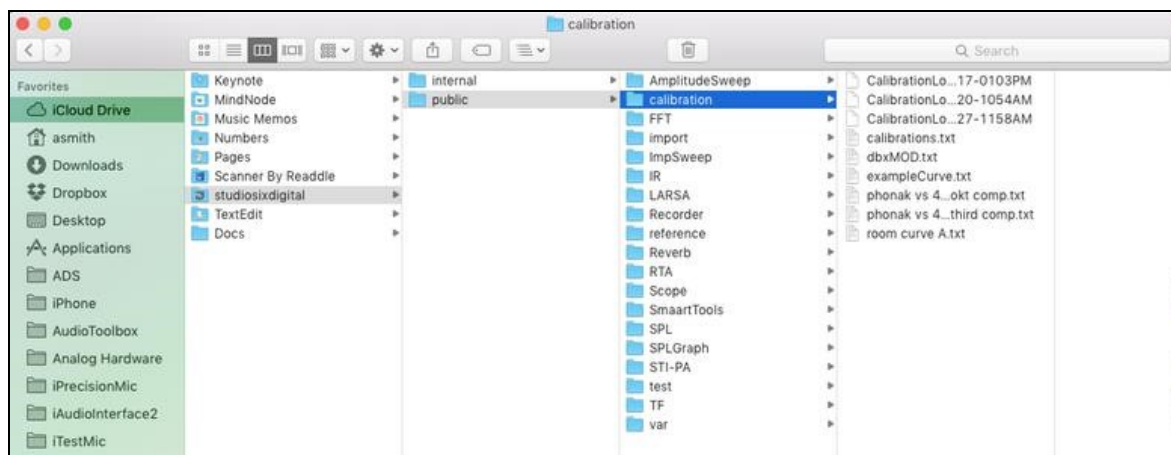 calibration
Search
Favorites
iCloud Drive
asmith
Downloads
Dropbox
Desktop
Applications
ADS
iPhone
AudioToolbox
Analog Hardware
iPrecisionMic
iAudioInterface2
iTestMic
Keynote
MindNode
Music Memos
Numbers
Pages
Scanner By Readdle
studiosixdigital
TextEdit
Docs
internal
public
AmplitudeSweep
calibration
FFT
import
ImpSweep
IR
LARSA
Recorder
reference
Reverb
RTA
Scope
SmaartTools
SPL
SPLGraph
STI-PA
test
TF
var
CalibrationLo...17-0103PM
CalibrationLo...20-1054AM
CalibrationLo...27-1158AM
calibrations.txt
dbxMOD.txt
exampleCurve.txt
phonak vs 4...okt comp.txt
phonak vs 4...third comp.txt
room curve A.txt